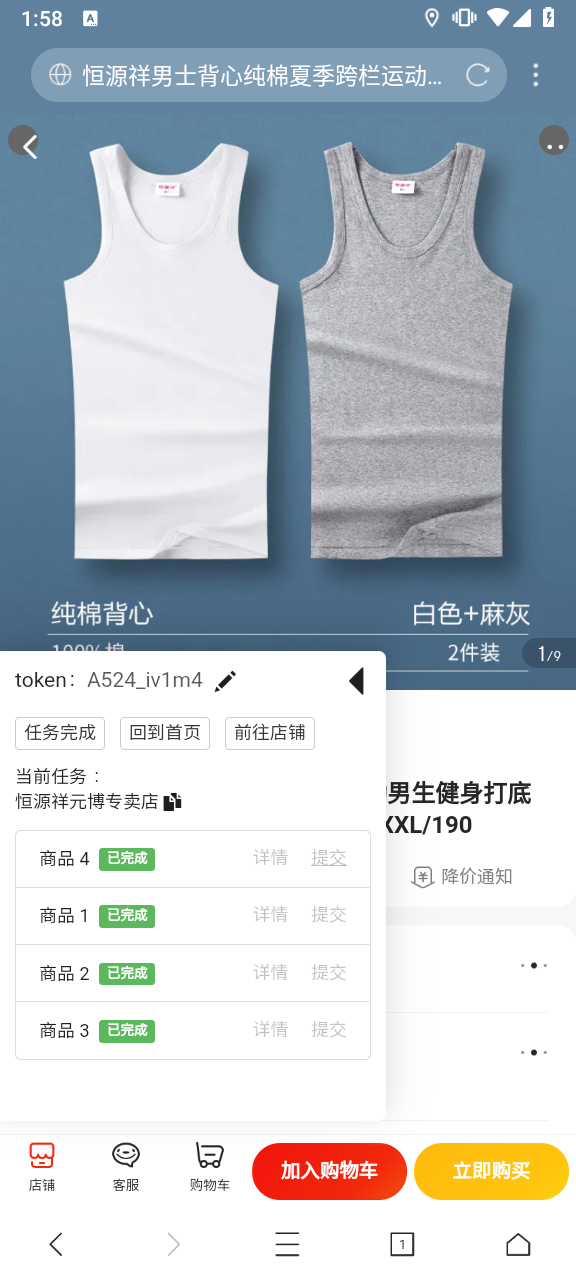 1:58
A
恒源祥男士背心纯棉夏季跨栏运动...
纯棉背心
白色+麻灰
100%棉
2件装
1/9
token： A524_iv1m4
任务完成 回到首页 前往店铺
当前任务：
恒源祥元博专卖店
男生健身打底
XXL/190
降价通知
商品 4 已完成 详情 提交
商品 1 已完成 详情 提交
商品 2 已完成 详情 提交
商品 3 已完成 详情 提交
店铺 客服 购物车 加入购物车 立即购买
1